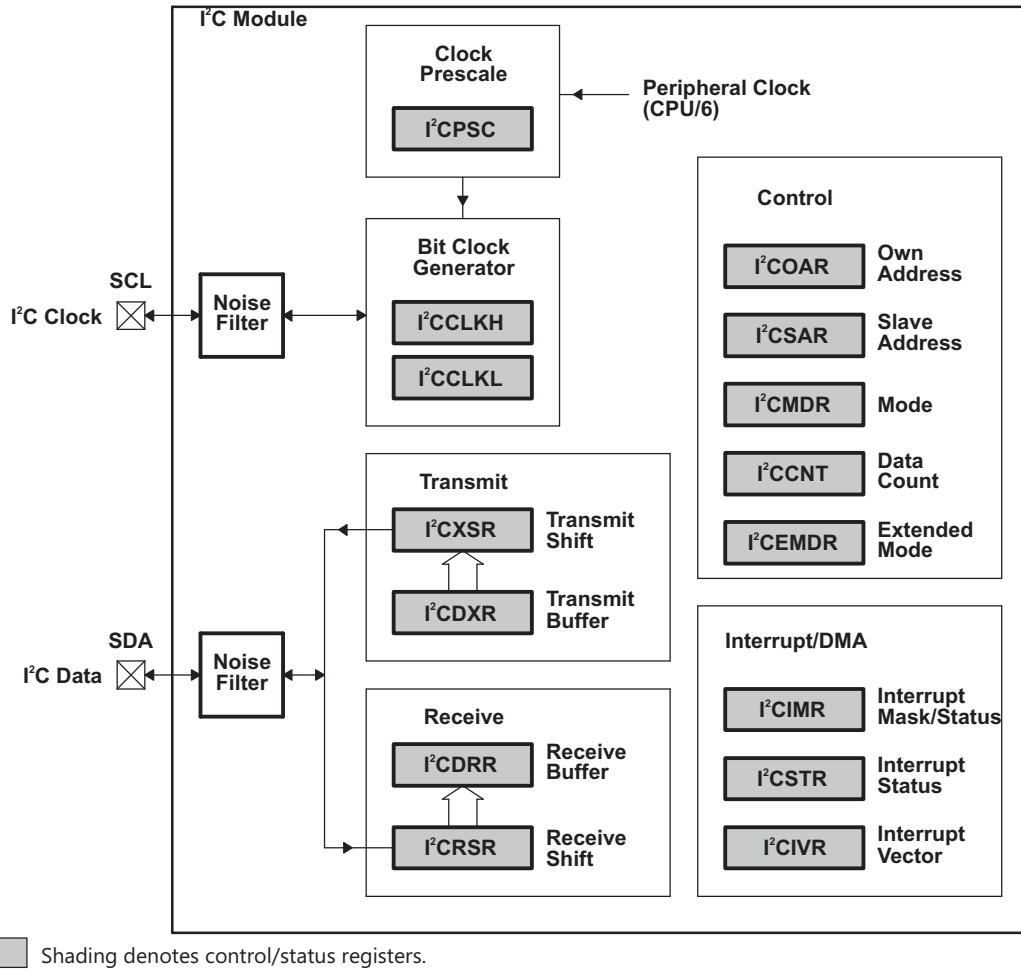 I²C Module
Clock
Prescale
I²CPSC
Peripheral Clock
(CPU/6)
Control
I²COAR
Own
Address
I²CSAR
Slave
Address
I²CMDR
Mode
I²CCNT
Data
Count
I²CEMDR
Extended
Mode
Bit Clock
Generator
I²CCLKH
I²CCLKL
SCL
I²C Clock
Noise
Filter
Transmit
I²CXSR
Transmit
Shift
I²CDXR
Transmit
Buffer
SDA
I²C Data
Noise
Filter
Receive
I²CDRR
Receive
Buffer
I²CRSR
Receive
Shift
Interrupt/DMA
I²CIMR
Interrupt
Mask/Status
I²CSTR
Interrupt
Status
I²CIVR
Interrupt
Vector
Shading denotes control/status registers.